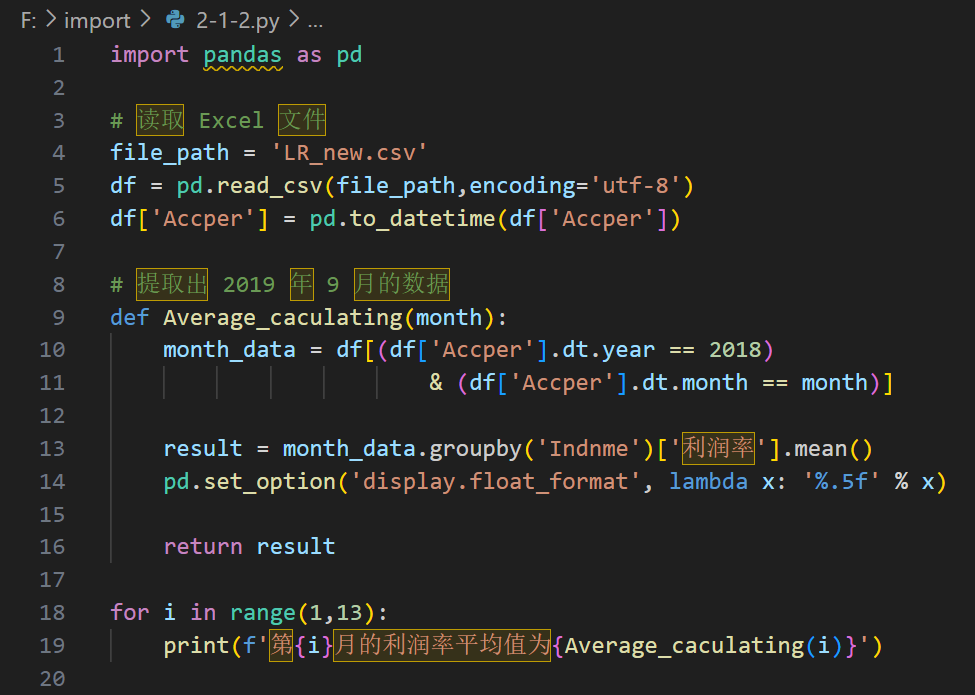 F: > import > 2-1-2.py > ...
1 import pandas as pd
2
3 # 读取 Excel 文件
4 file_path = 'LR_new.csv'
5 df = pd.read_csv(file_path,encoding='utf-8')
6 df['Accper'] = pd.to_datetime(df['Accper'])
7
8 # 提取出 2019 年 9 月的数据
9 def Average_caculating(month):
10 month_data = df[(df['Accper'].dt.year == 2018)
11 & (df['Accper'].dt.month == month)]
12
13 result = month_data.groupby('Indnme')['利润率'].mean()
14 pd.set_option('display.float_format', lambda x: '%.5f' % x)
15
16 return result
17
18 for i in range(1,13):
19 print(f'第{i}月的利润率平均值为{Average_caculating(i)}')
20